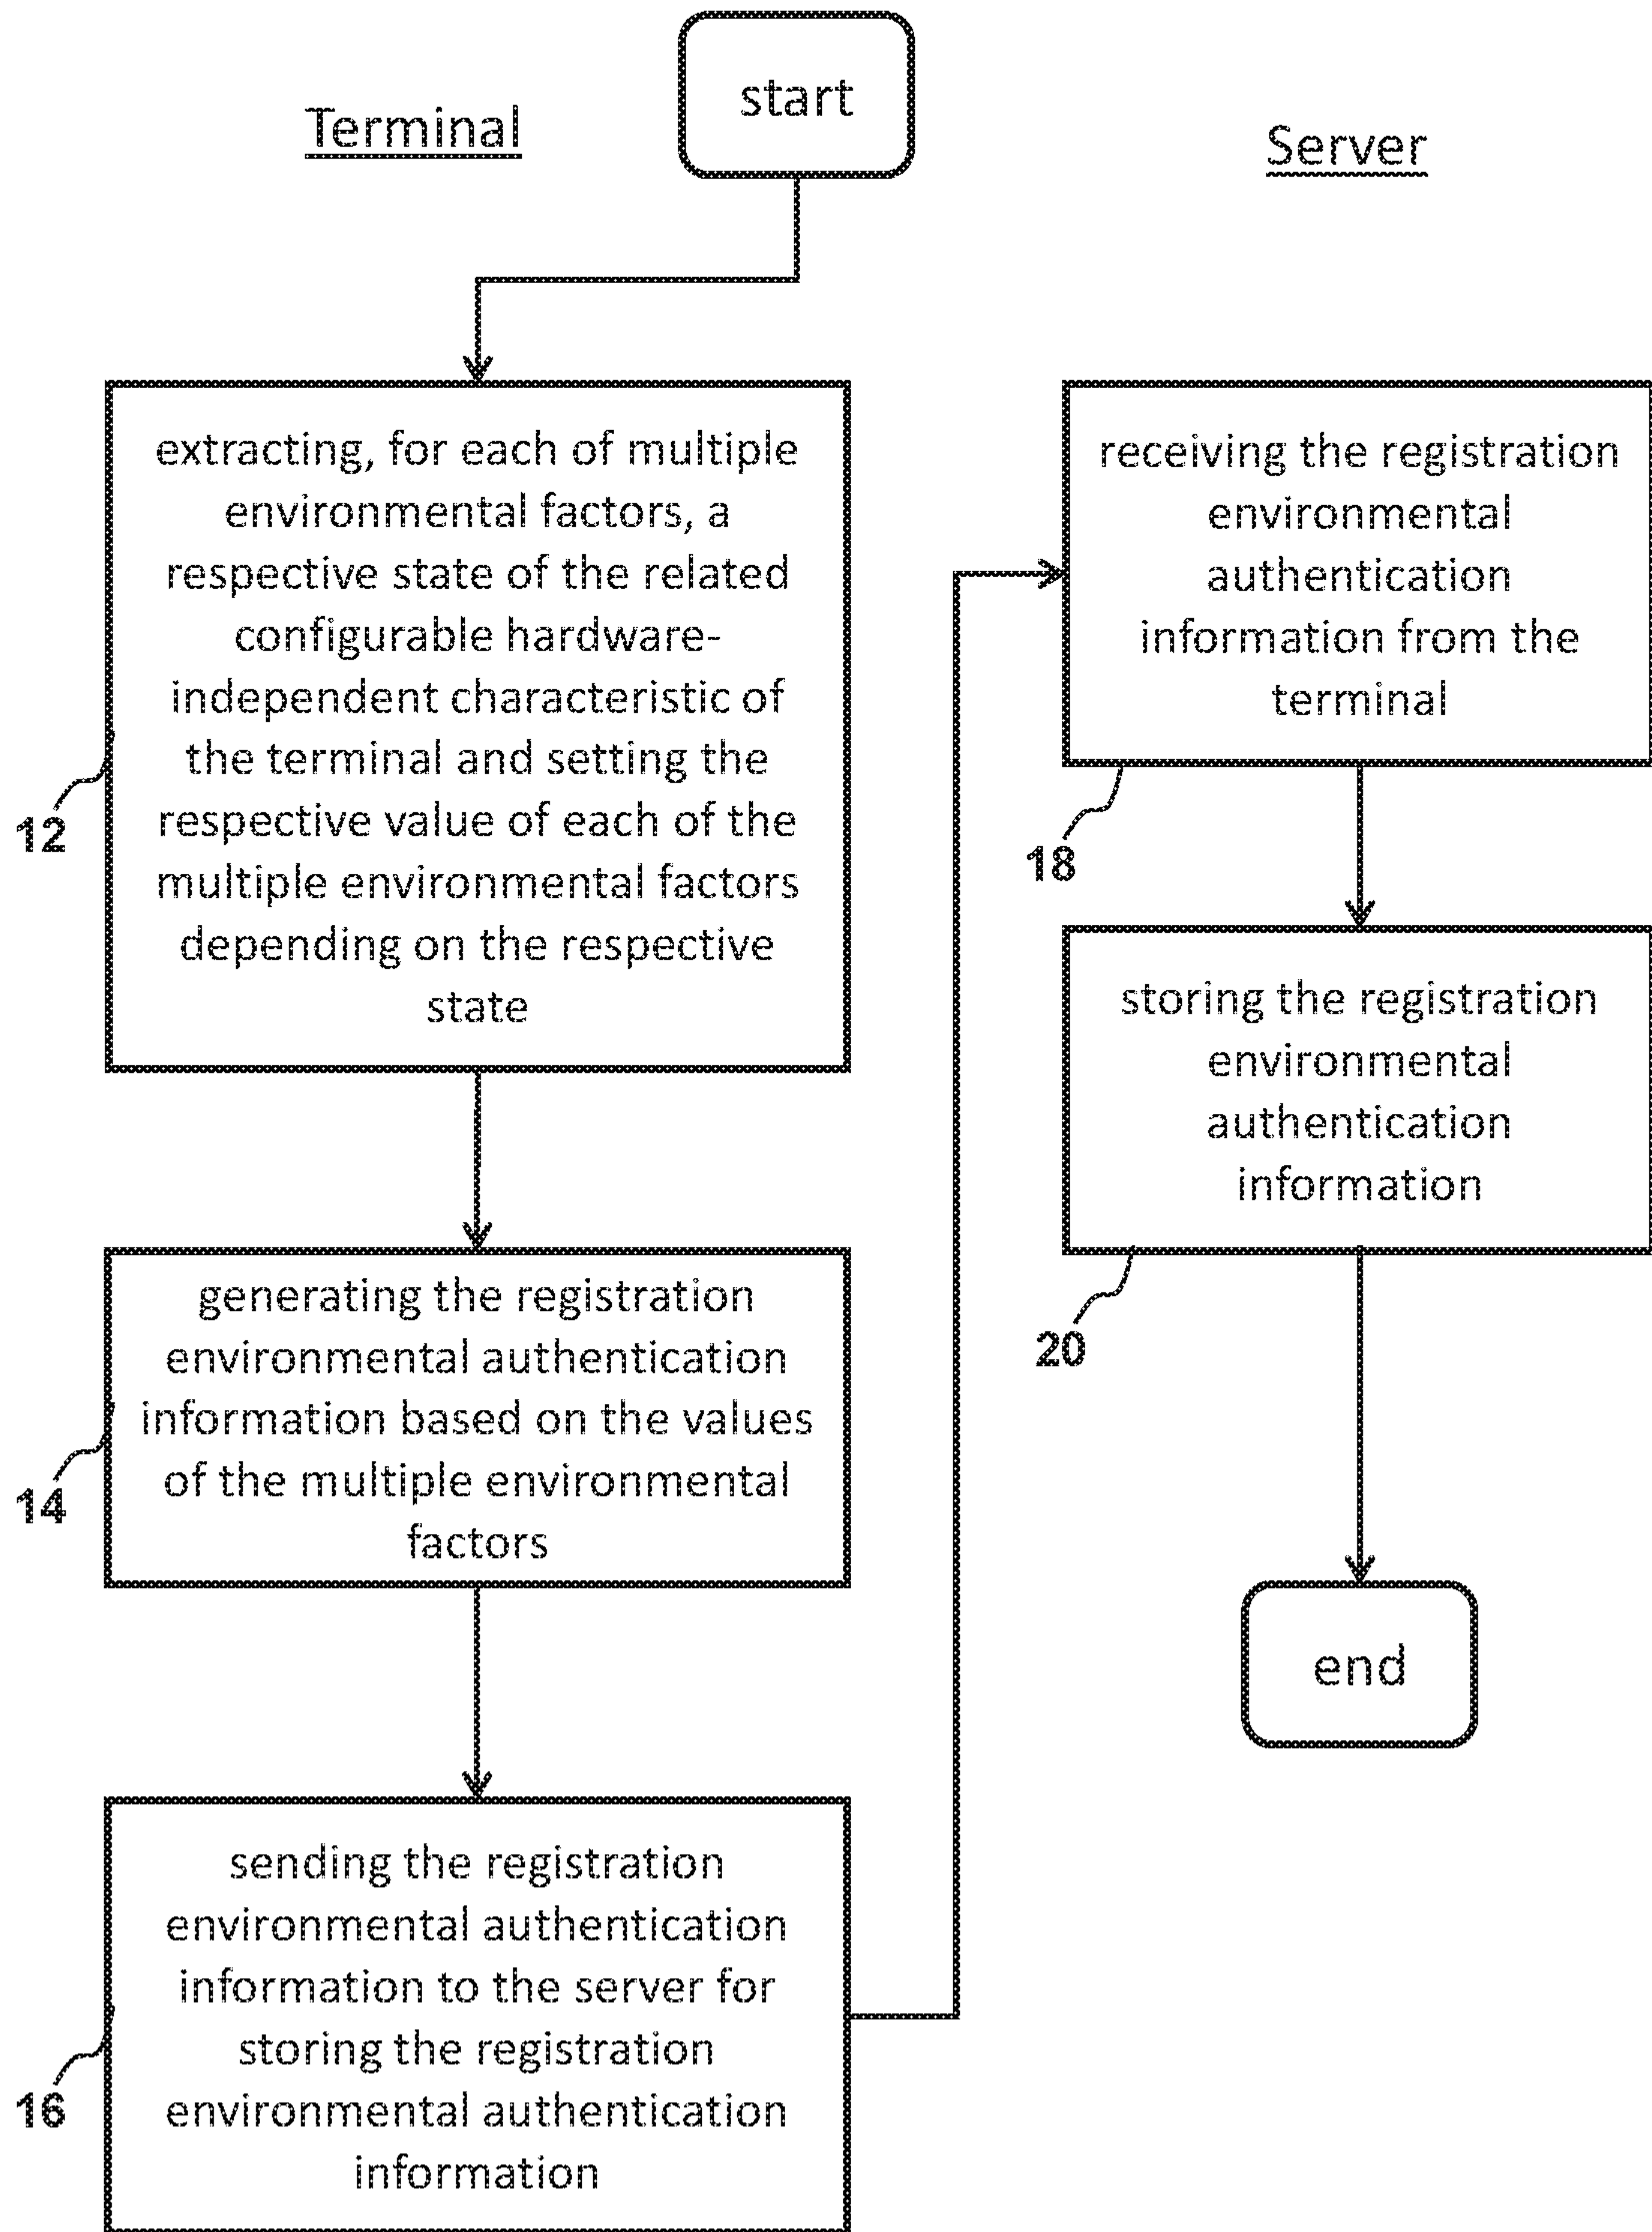 start
Terminal
Server
extracting, for each of multiple
environmental factors, a
respective state of the related
configurable hardware-
independent characteristic of
the terminal and setting the
respective value of each of the
multiple environmental factors
depending on the respective
state
12
generating the registration
environmental authentication
information based on the values
of the multiple environmental
factors
14
sending the registration
environmental authentication
information to the server for
storing the registration
environmental authentication
information
16
receiving the registration
environmental
authentication
information from the
terminal
18
storing the registration
environmental
authentication
information
20
end